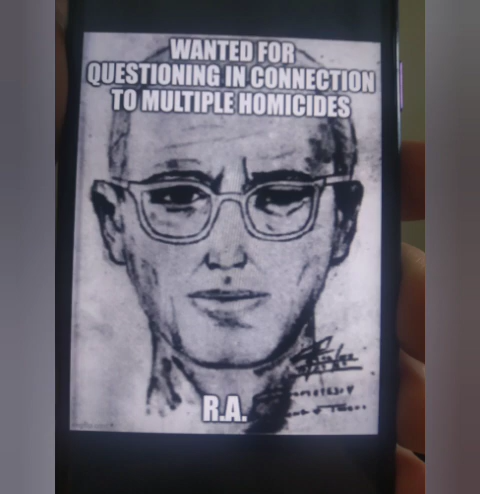 WANTED FOR
QUESTIONING IN CONNECTION
TO MULTIPLE HOMICIDES
R.A.